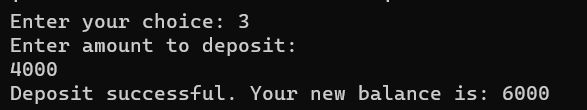 Enter your choice: 3
Enter amount to deposit:
4000
Deposit successful. Your new balance is: 6000